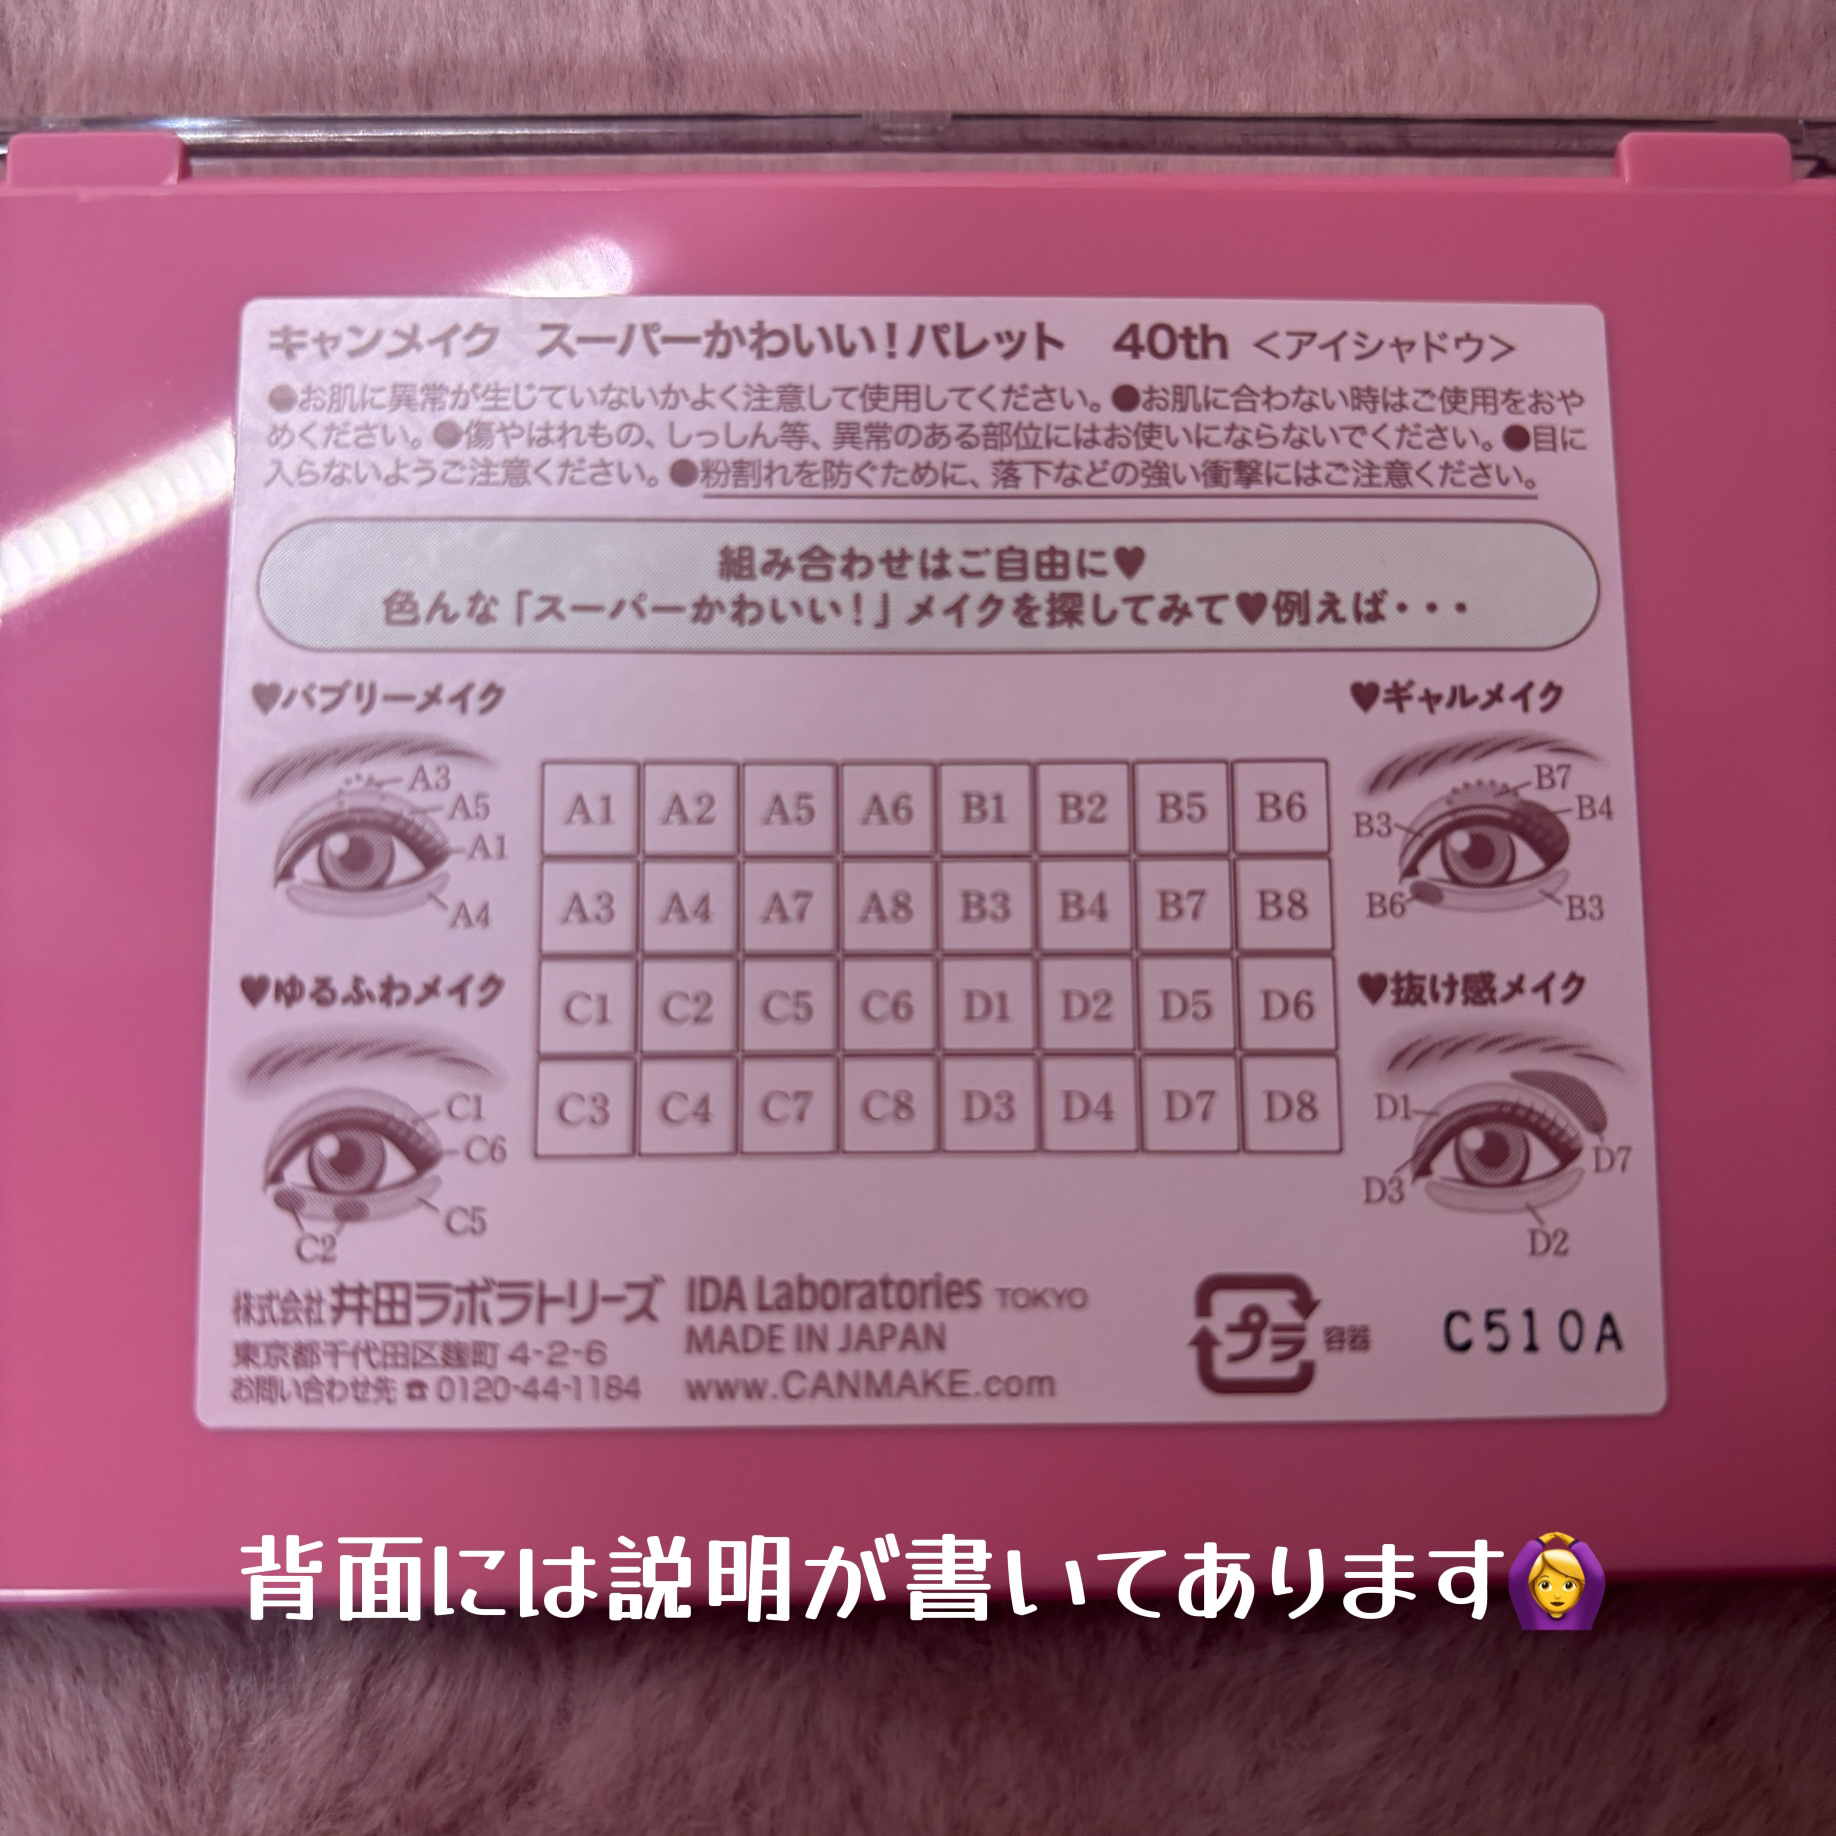 キャンメイク スーパーかわいい!パレット 40th <アイシャドウ>
●お肌に異常が生じていないかよく注意して使用してください。●お肌に合わない時はご使用をおや
めください。●傷やはれもの、しっしん等、異常のある部位にはお使いにならないでください。●目に
入らないようご注意ください。●粉割れを防ぐために、落下などの強い衝撃にはご注意ください。
組み合わせはご自由に♥
色んな「スーパーかわいい!」メイクを探してみて♥例えば・・・
♥バブリーメイク
A3
A5
A1
A4
♥ギャルメイク
B7
B4
B3
B6
B3
A1 A2 A5 A6 B1 B2 B5 B6
A3 A4 A7 A8 B3 B4 B7 B8
C1 C2 C5 C6 D1 D2 D5 D6
C3 C4 C7 C8 D3 D4 D7 D8
♥ゆるふわメイク
C1
C6
C5
C2
♥抜け感メイク
D1
D7
D3
D2
株式会社井田ラボラトリーズ
東京都千代田区麹町 4-2-6
お問い合わせ先 ☎ 0120-44-1184
IDA Laboratories TOKYO
MADE IN JAPAN
www.CANMAKE.com
プラ 容器
C510A
背面には説明が書いてあります🙆‍♀️